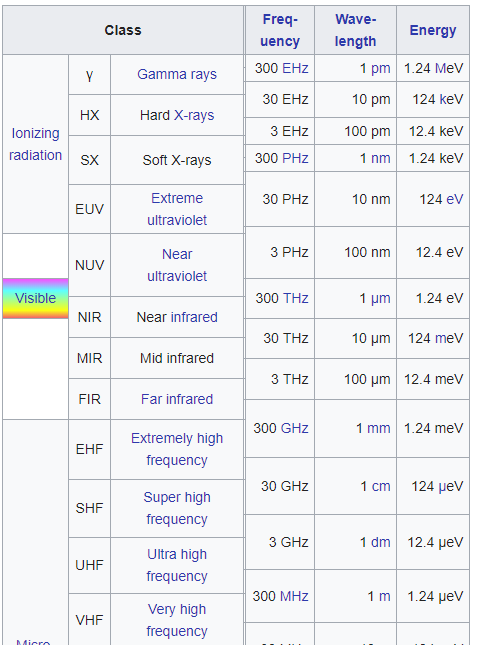 Class
Freq-
uency
Wave-
length
Energy
Ionizing
radiation
γ
Gamma rays
300 EHz
1 pm
1.24 MeV
HX
Hard X-rays
30 EHz
10 pm
124 keV
3 EHz
100 pm
12.4 keV
SX
Soft X-rays
300 PHz
1 nm
1.24 keV
EUV
Extreme
ultraviolet
30 PHz
10 nm
124 eV
Visible
NUV
Near
ultraviolet
3 PHz
100 nm
12.4 eV
300 THz
1 μm
1.24 eV
NIR
Near infrared
30 THz
10 μm
124 meV
MIR
Mid infrared
3 THz
100 μm
12.4 meV
FIR
Far infrared
300 GHz
1 mm
1.24 meV
EHF
Extremely high
frequency
30 GHz
1 cm
124 μeV
SHF
Super high
frequency
3 GHz
1 dm
12.4 μeV
UHF
Ultra high
frequency
300 MHz
1 m
1.24 μeV
VHF
Very high
frequency
Micro